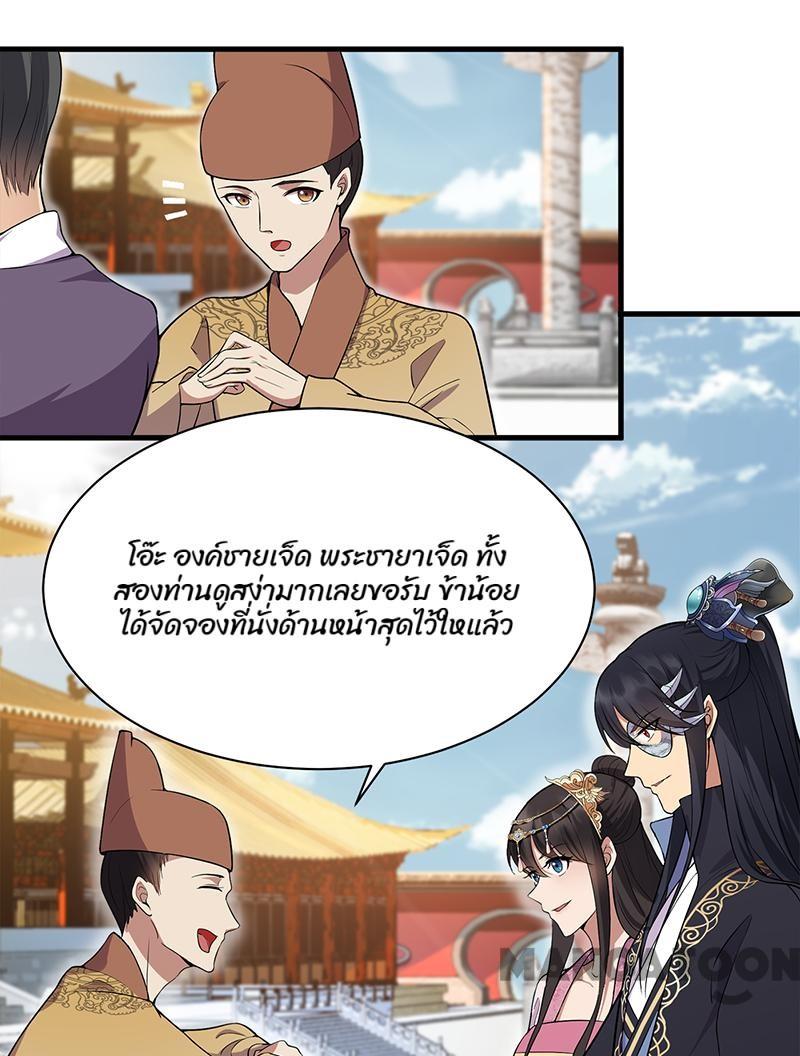 โอ๊ะ องค์ชายเจ็ด พระชายาเจ็ด ทั้ง
สองท่านดูสง่ามากเลยขอรับ ข้าน้อย
ได้จัดจองที่นั่งด้านหน้าสุดไว้ใหแล้ว
MANGATOON